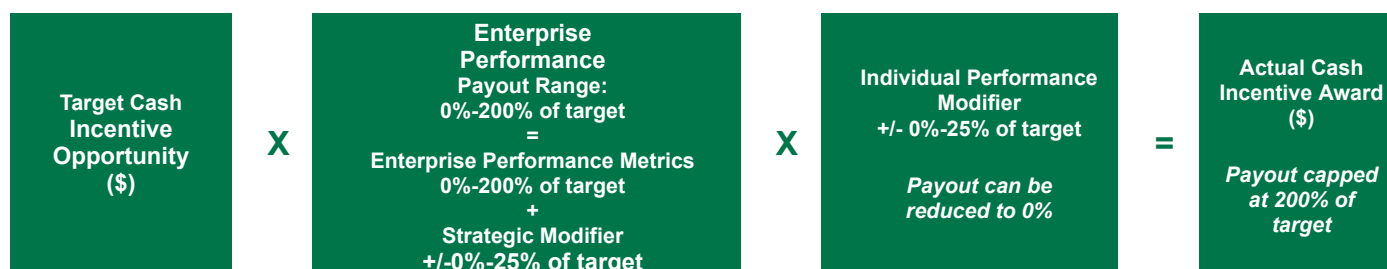 Target Cash
Incentive
Opportunity
($)
X
Enterprise
Performance
Payout Range:
0%-200% of target
=
Enterprise Performance Metrics
0%-200% of target
+
Strategic Modifier
+/-0%-25% of target
X
Individual Performance
Modifier
+/- 0%-25% of target
Payout can be
reduced to 0%
=
Actual Cash
Incentive Award
($)
Payout capped
at 200% of
target